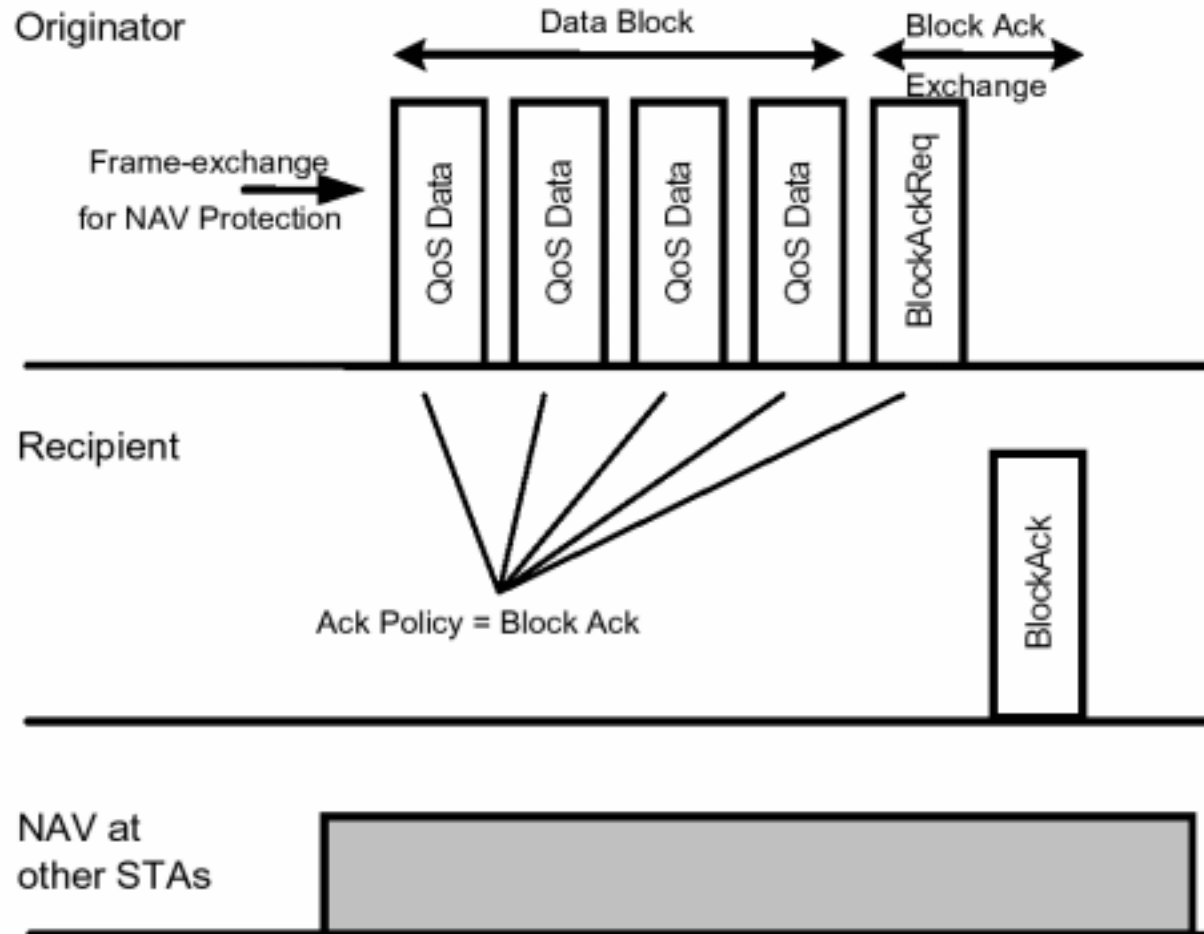 Originator
Data Block
Block Ack
Exchange
Frame-exchange
for NAV Protection
QoS Data
QoS Data
QoS Data
QoS Data
BlockAckReq
Recipient
Ack Policy = Block Ack
BlockAck
NAV at
other STAs